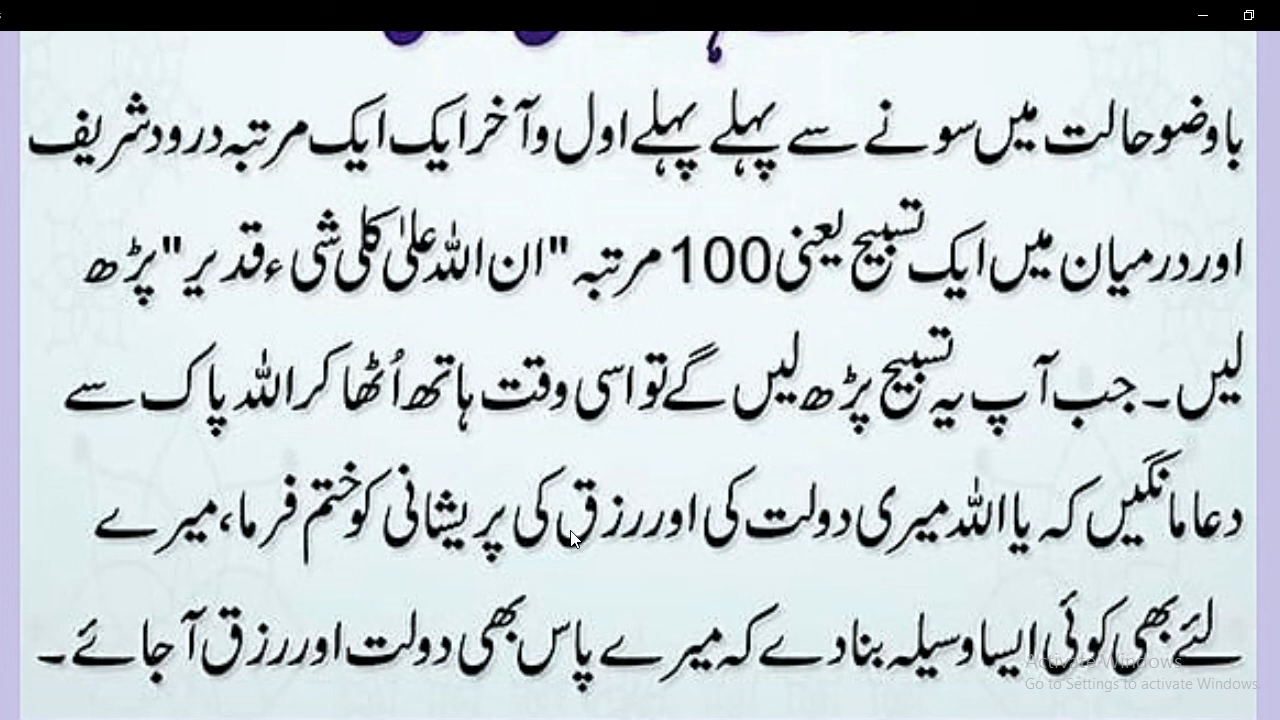 باوضو حالت میں سونے سے پہلے پہلے اول و آخر ایک ایک مرتبہ درود شریف
اور درمیان میں ایک تسبیح یعنی 100 مرتبہ "ان اللہ علیٰ کلی شیء قدیر" پڑھ
لیں۔ جب آپ یہ تسبیح پڑھ لیں گے تو اسی وقت ہاتھ اُٹھا کر اللہ پاک سے
دعا مانگیں کہ یا اللہ میری دولت کی اور رزق کی پریشانی کو ختم فرما، میرے
لئے بھی کوئی ایسا وسیلہ بنا دے کہ میرے پاس بھی دولت اور رزق آ جائے۔
Activate Windows
Go to Settings to activate Windows.